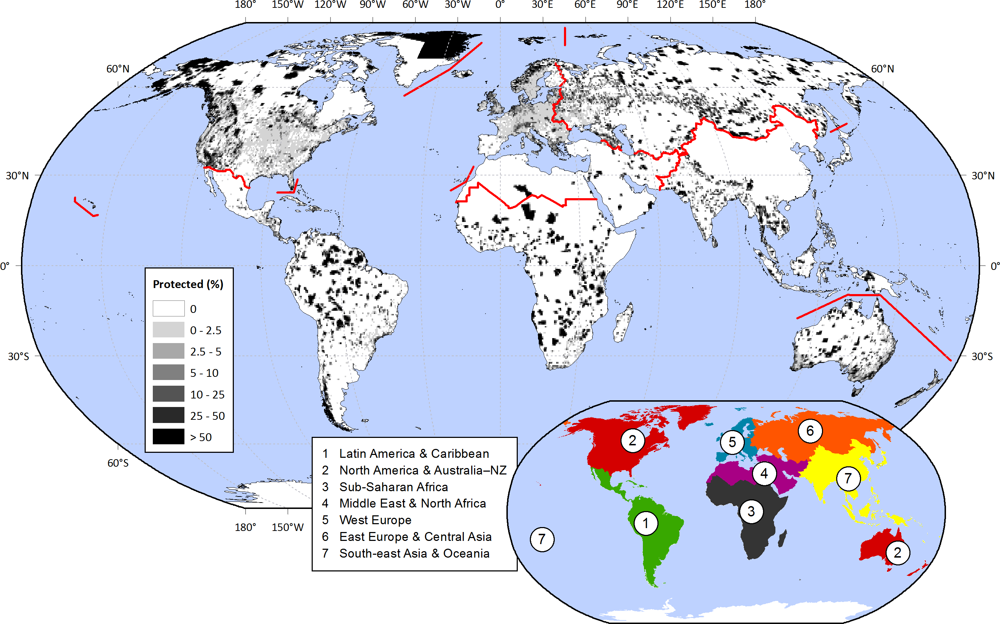 180° 150°W 120°W 90°W 60°W 30°W 0° 30°E 60°E 90°E 120°E 150°E 180°
60°N 60°N
30°N 30°N
0° 0°
Protected (%)
0
0 - 2.5
2.5 - 5
5 - 10
10 - 25
25 - 50
> 50
30°S 30°S
60°S
180° 150°W
1 Latin America & Caribbean
2 North America & Australia–NZ
3 Sub-Saharan Africa
4 Middle East & North Africa
5 West Europe
6 East Europe & Central Asia
7 South-east Asia & Oceania
6
2 5
4 7
3
1
7 2